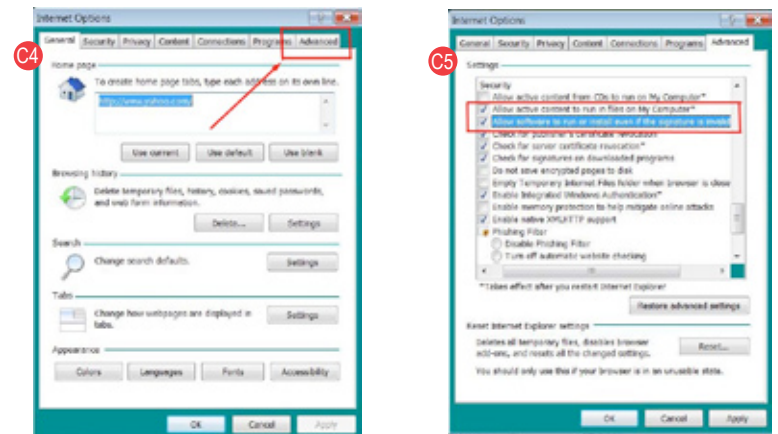 C4
Internet Options
General Security Privacy Content Connections Programs Advanced
Home page
To create home page tabs, type each address on its own line.
http://www.yahoo.com/
Use current Use default Use blank
Browsing history
Delete temporary files, history, cookies, saved passwords,
and web form information.
Delete... Settings
Search
Change search defaults.
Settings
Tabs
Change how webpages are displayed in
tabs.
Settings
Appearance
Colors Languages Fonts Accessibility
OK Cancel Apply
C5
Internet Options
General Security Privacy Content Connections Programs Advanced
Settings
Security
Allow active content from CDs to run on My Computer*
Allow active content to run in files on My Computer*
Allow software to run or install even if the signature is invalid
Check for publisher's certificate revocation
Check for server certificate revocation*
Check for signatures on downloaded programs
Do not save encrypted pages to disk
Empty Temporary Internet Files folder when browser is close
Enable Integrated Windows Authentication*
Enable memory protection to help mitigate online attacks
Enable native XMLHTTP support
Phishing Filter
Disable Phishing Filter
Turn off automatic website checking
*Takes effect after you restart Internet Explorer
Restore advanced settings
Reset Internet Explorer settings
Deletes all temporary files, disables browser
add-ons, and resets all the changed settings.
Reset...
You should only use this if your browser is in an unusable state.
OK Cancel Apply